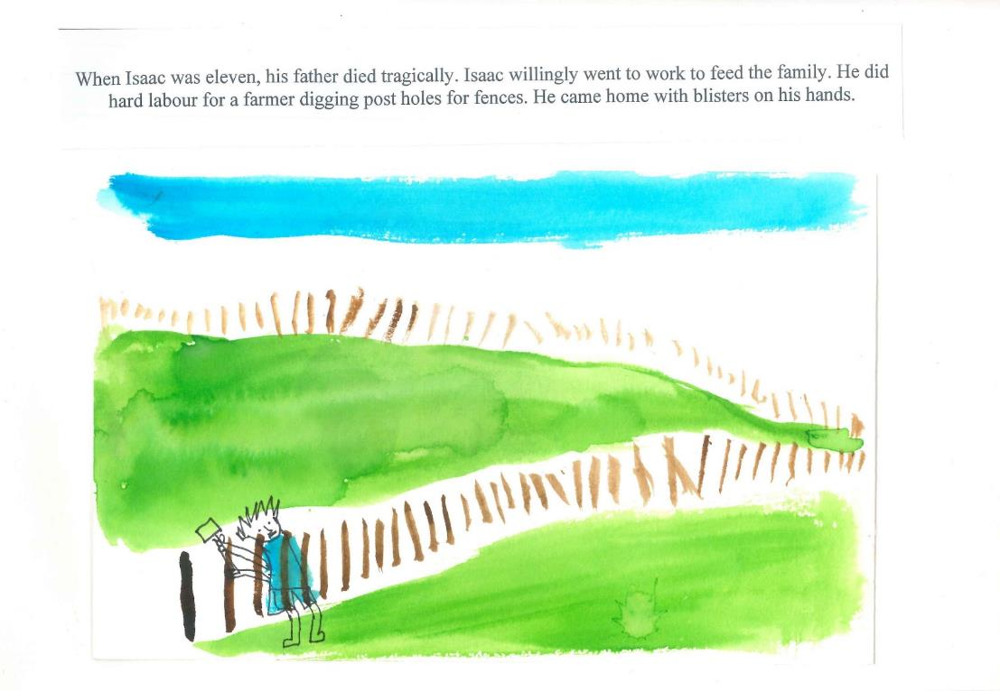 When Isaac was eleven, his father died tragically. Isaac willingly went to work to feed the family. He did
hard labour for a farmer digging post holes for fences. He came home with blisters on his hands.